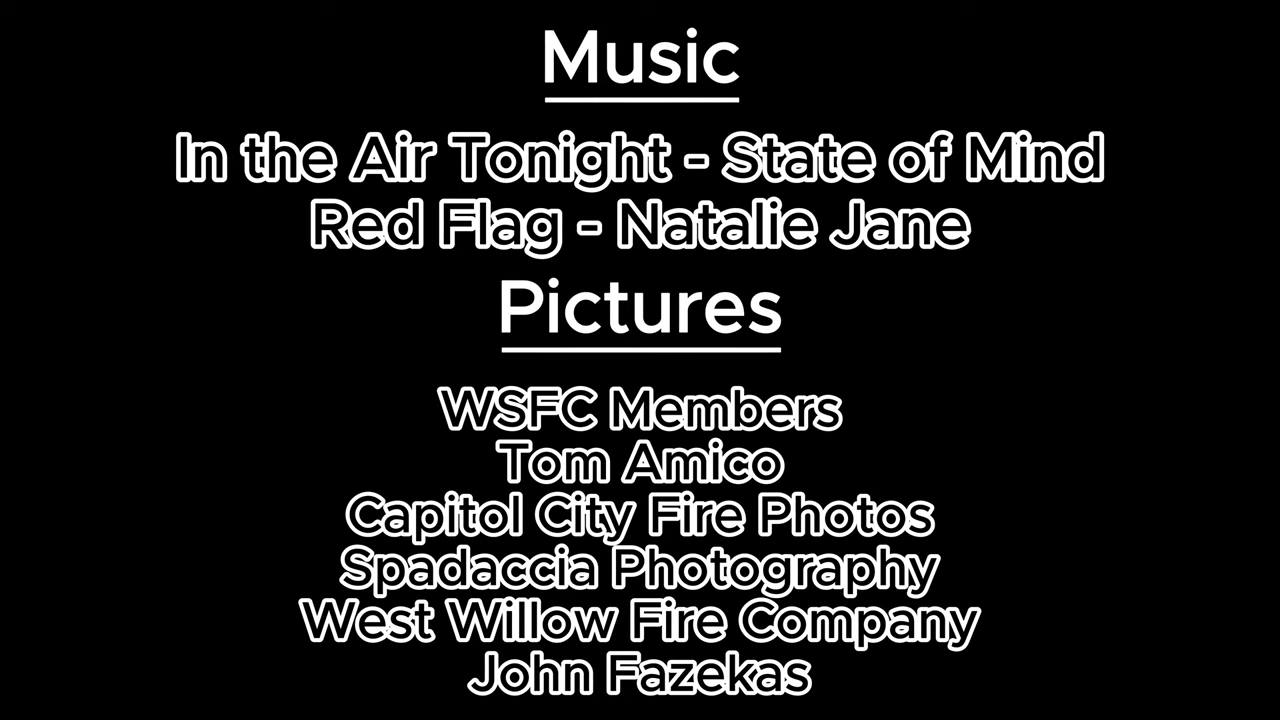 Music
In the Air Tonight - State of Mind
Red Flag - Natalie Jane
Pictures
WSFC Members
Tom Amico
Capitol City Fire Photos
Spadaccia Photography
West Willow Fire Company
John Fazekas